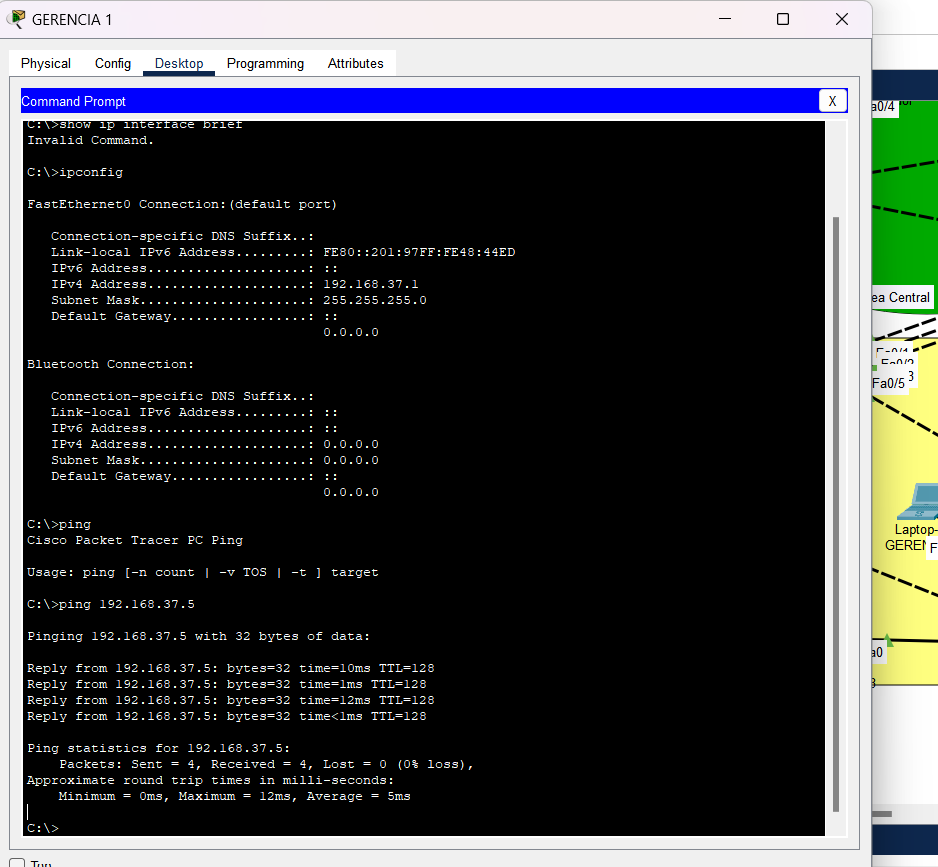 GERENCIA 1
Physical Config Desktop Programming Attributes
Command Prompt X
C:\>show ip interface brief
Invalid Command.
C:\>ipconfig
FastEthernet0 Connection:(default port)
Connection-specific DNS Suffix..:
Link-local IPv6 Address.........: FE80::201:97FF:FE48:44ED
IPv6 Address....................: ::
IPv4 Address....................: 192.168.37.1
Subnet Mask.....................: 255.255.255.0
Default Gateway.................: ::
0.0.0.0
Bluetooth Connection:
Connection-specific DNS Suffix..:
Link-local IPv6 Address.........: ::
IPv6 Address....................: ::
IPv4 Address....................: 0.0.0.0
Subnet Mask.....................: 0.0.0.0
Default Gateway.................: ::
0.0.0.0
C:\>ping
Cisco Packet Tracer PC Ping
Usage: ping [-n count | -v TOS | -t ] target
C:\>ping 192.168.37.5
Pinging 192.168.37.5 with 32 bytes of data:
Reply from 192.168.37.5: bytes=32 time=10ms TTL=128
Reply from 192.168.37.5: bytes=32 time=1ms TTL=128
Reply from 192.168.37.5: bytes=32 time=12ms TTL=128
Reply from 192.168.37.5: bytes=32 time<1ms TTL=128
Ping statistics for 192.168.37.5:
Packets: Sent = 4, Received = 4, Lost = 0 (0% loss),
Approximate round trip times in milli-seconds:
Minimum = 0ms, Maximum = 12ms, Average = 5ms
C:\>
Top
a0/4
ea Central
Fa0/1
Fa0/2
3
Fa0/5
Laptop-
GEREN
F
a0
3